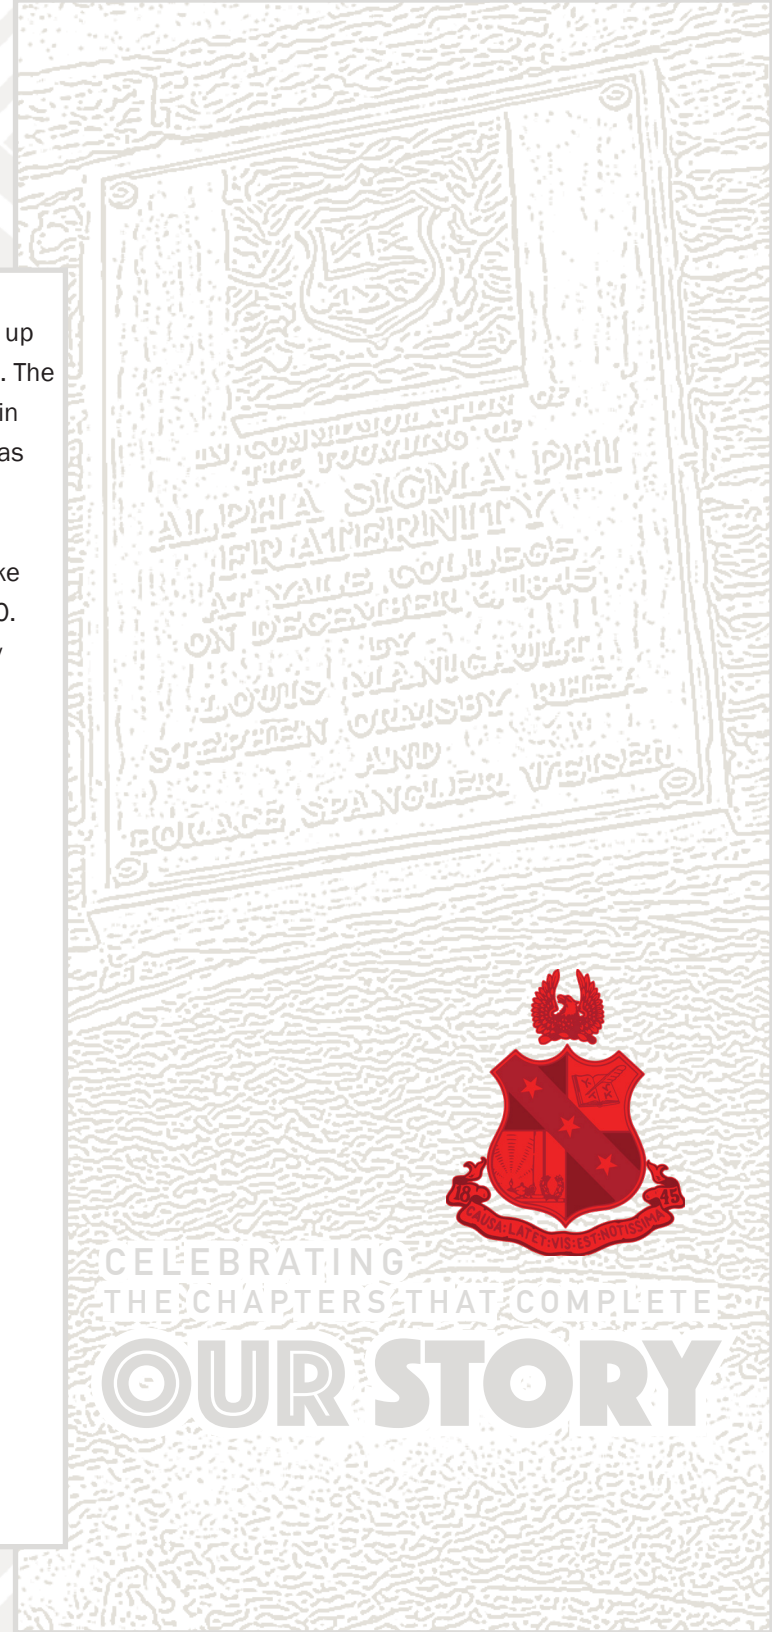 up
. The
in
as
ke
0.
y
IN COMMEMORATION OF
THE FOUNDING OF
ALPHA SIGMA PHI
FRATERNITY
AT YALE COLLEGE
ON DECEMBER 6, 1845
BY
LOUIS MANIGAULT
STEPHEN ORMSBY RHEA
AND
HORACE SPANGLER WEISER
18 45
CAUSA:LATET:VIS:EST:NOTISSIMA
CELEBRATING
THE CHAPTERS THAT COMPLETE
OUR STORY